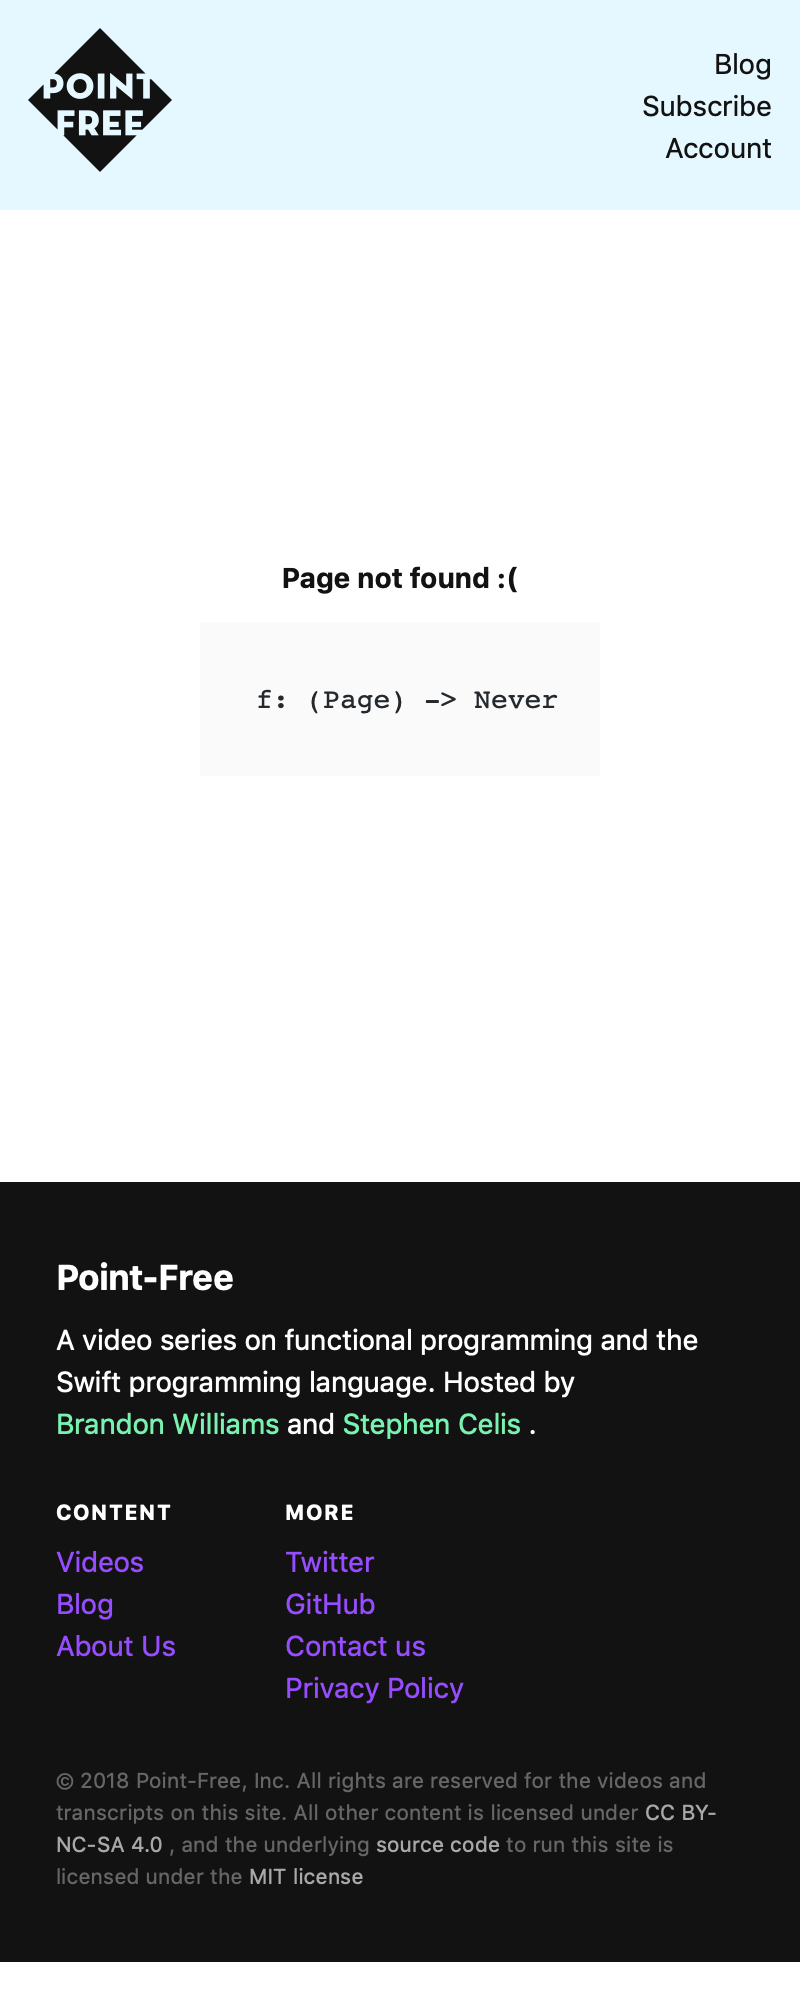 POINT
FREE
Blog
Subscribe
Account
Page not found :(
f: (Page) -> Never
Point-Free
A video series on functional programming and the
Swift programming language. Hosted by
Brandon Williams and Stephen Celis .
CONTENT
Videos
Blog
About Us
MORE
Twitter
GitHub
Contact us
Privacy Policy
© 2018 Point-Free, Inc. All rights are reserved for the videos and
transcripts on this site. All other content is licensed under CC BY-
NC-SA 4.0 , and the underlying source code to run this site is
licensed under the MIT license